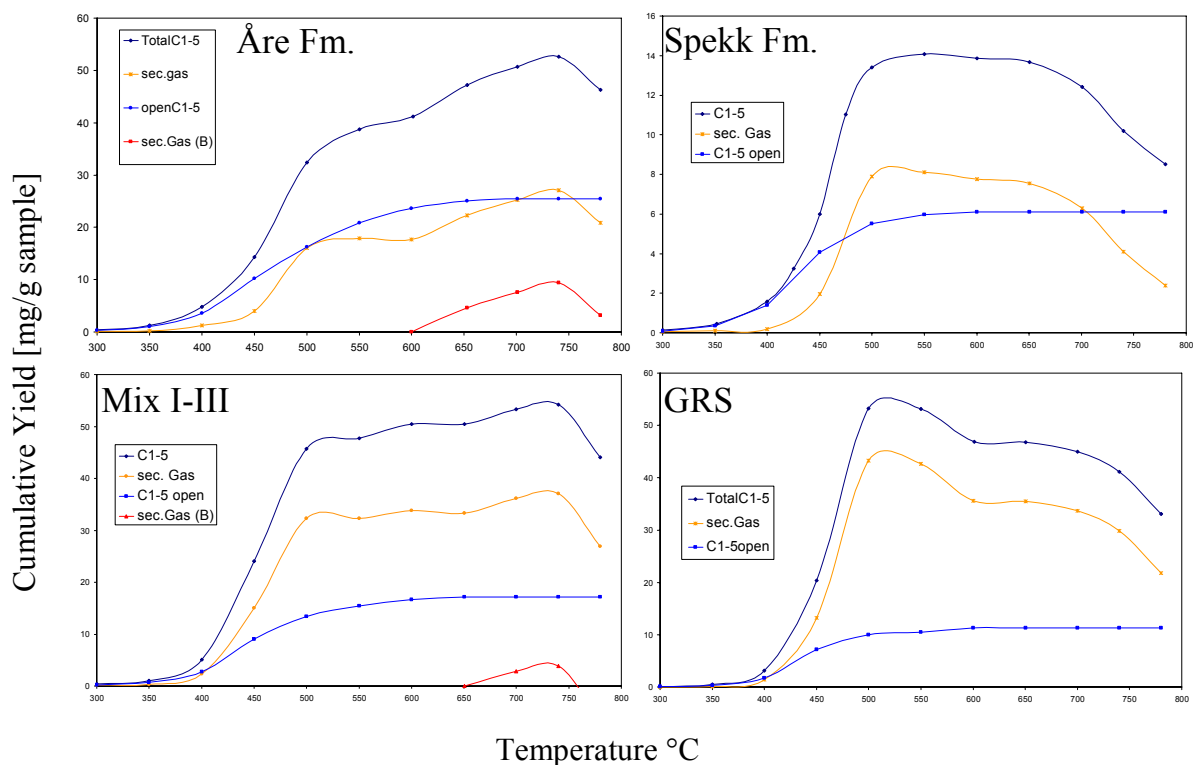 Cumulative Yield [mg/g sample]
Åre Fm.
TotalC1-5
sec.gas
openC1-5
sec.Gas (B)
60
50
40
30
20
10
0
300 350 400 450 500 550 600 650 700 750 800
Spekk Fm.
C1-5
sec. Gas
C1-5 open
16
14
12
10
8
6
4
2
0
300 350 400 450 500 550 600 650 700 750 800
Mix I-III
C1-5
sec. Gas
C1-5 open
sec.Gas (B)
60
50
40
30
20
10
0
300 350 400 450 500 550 600 650 700 750 800
GRS
TotalC1-5
sec.Gas
C1-5open
60
50
40
30
20
10
0
300 350 400 450 500 550 600 650 700 750 800
Temperature °C